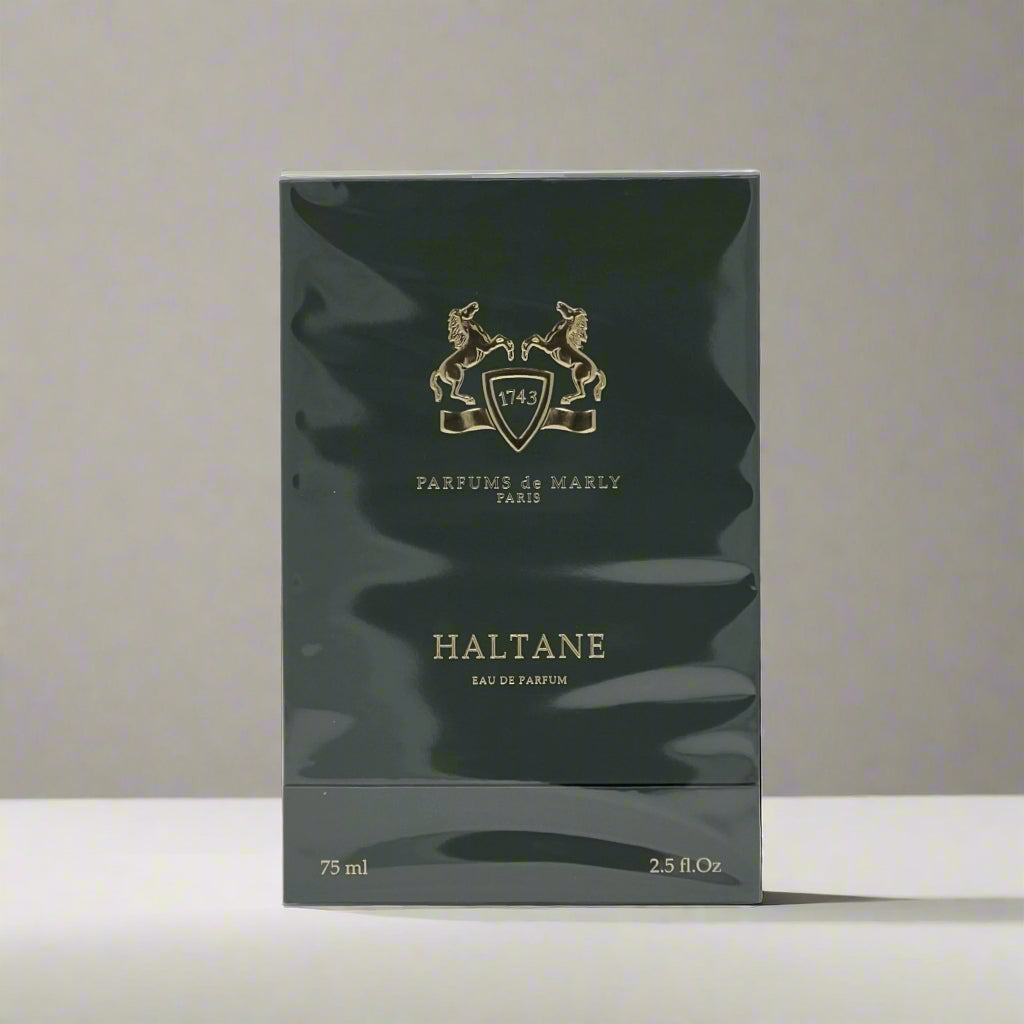 1743
PARFUMS de MARLY
PARIS
HALTANE
EAU DE PARFUM
75 ml
2.5 fl.Oz